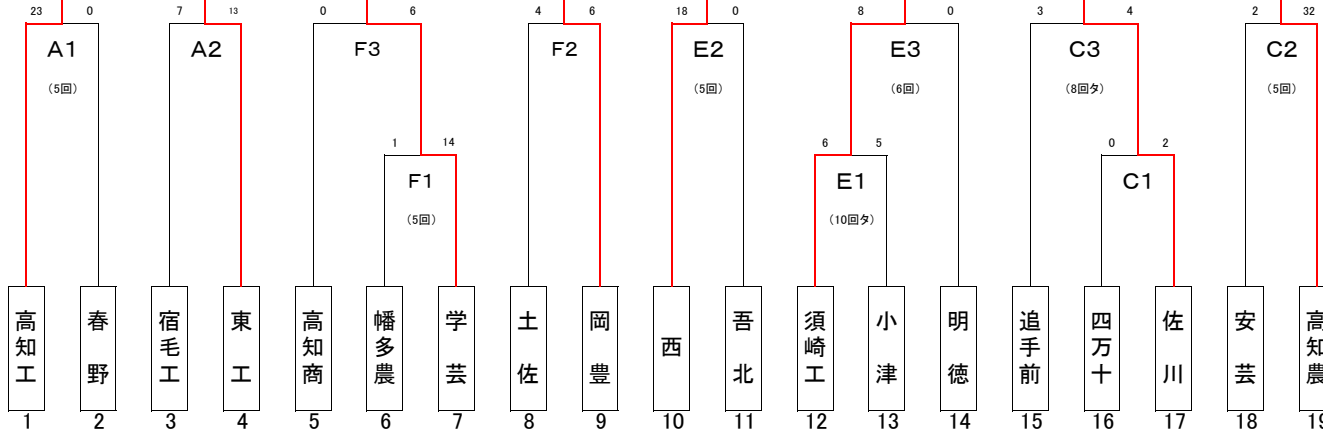 23 0 7 13 0 6 4 6 18 0 8 0 3 4 2 32
A1 A2 F3 F2 E2 E3 C3 C2
(5回) (5回) (6回) (8回タ) (5回)
1 14 6 5 0 2
F1 E1 C1
(5回) (10回タ)
高知工 春野 宿毛工 東工 高知商 幡多農 学芸 土佐 岡豊 西 吾北 須崎工 小津 明徳 追手前 四万十 佐川 安芸 高知農
1 2 3 4 5 6 7 8 9 10 11 12 13 14 15 16 17 18 19